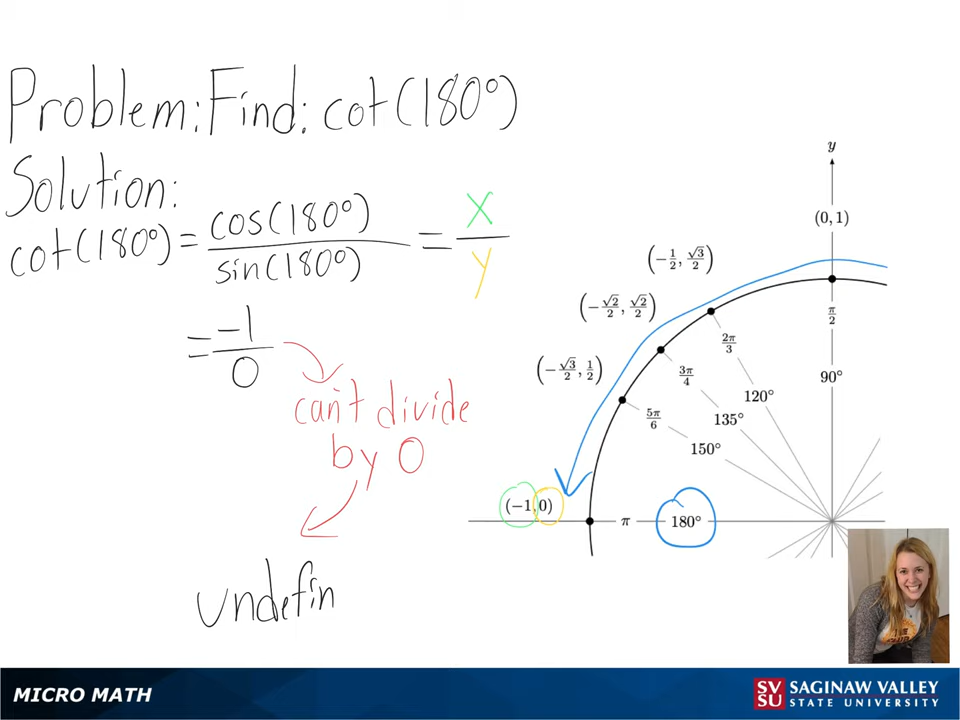 Problem: Find: cot(180°)
Solution:
cot(180°) = cos(180°)/sin(180°) = x/y
= -1/0
can't divide
by 0
undefin
y
(0, 1)
(-1/2, √3/2)
(-√2/2, √2/2)
(-√3/2, 1/2)
(-1, 0)
π/2
2π/3
3π/4
5π/6
π
90°
120°
135°
150°
180°
MICRO MATH
SV
SU
SAGINAW VALLEY
STATE UNIVERSITY